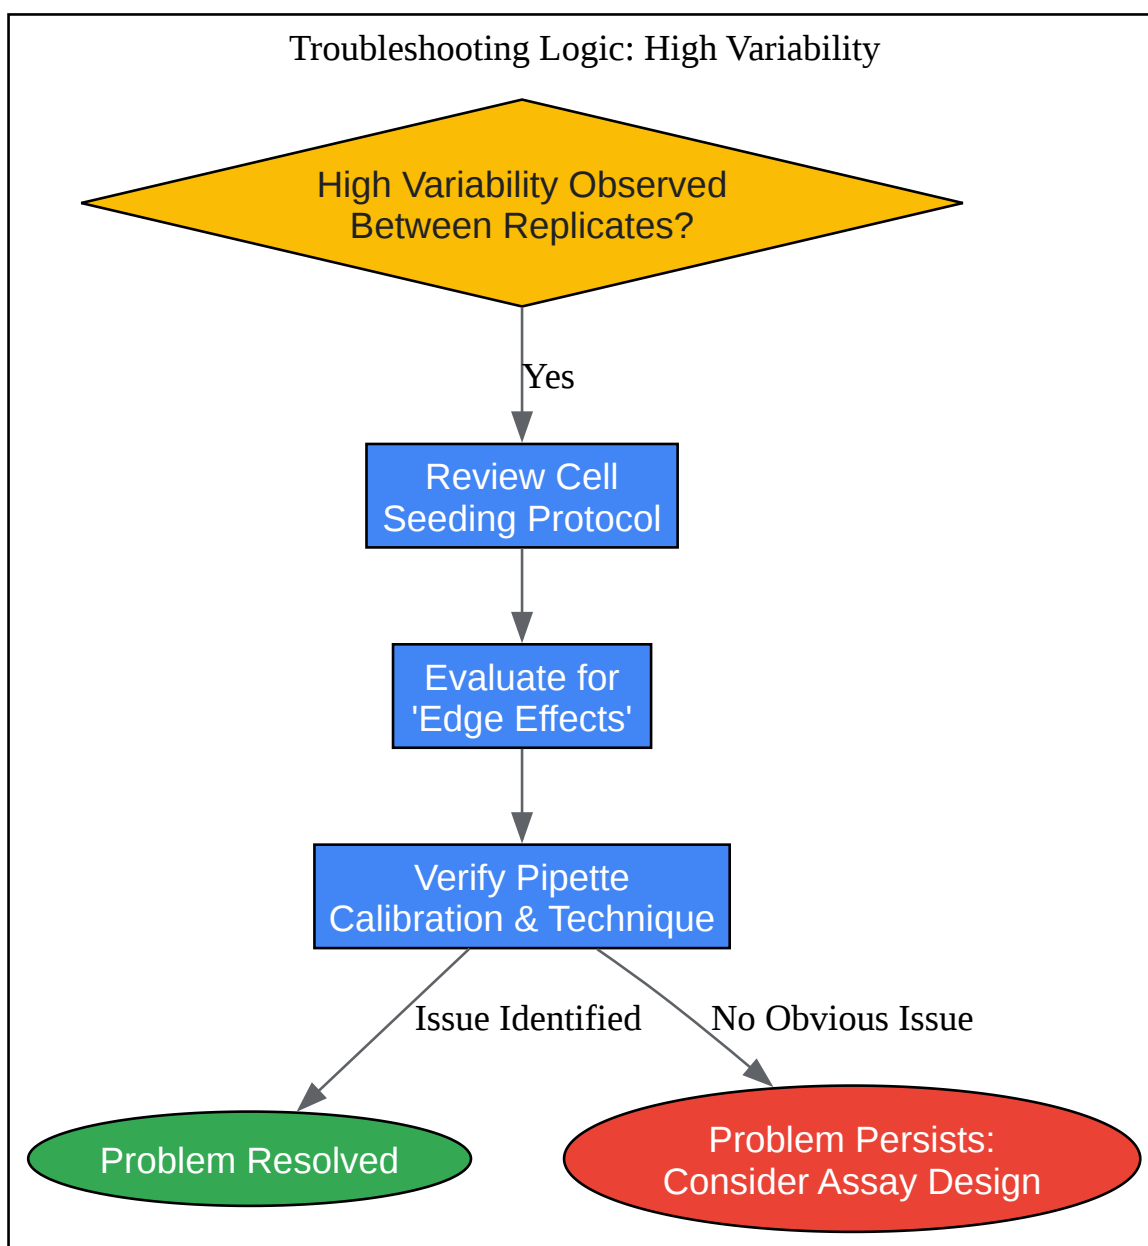 Troubleshooting Logic: High Variability
High Variability Observed
Between Replicates?
Yes
Review Cell
Seeding Protocol
Evaluate for
'Edge Effects'
Verify Pipette
Calibration & Technique
Issue Identified
No Obvious Issue
Problem Resolved
Problem Persists:
Consider Assay Design